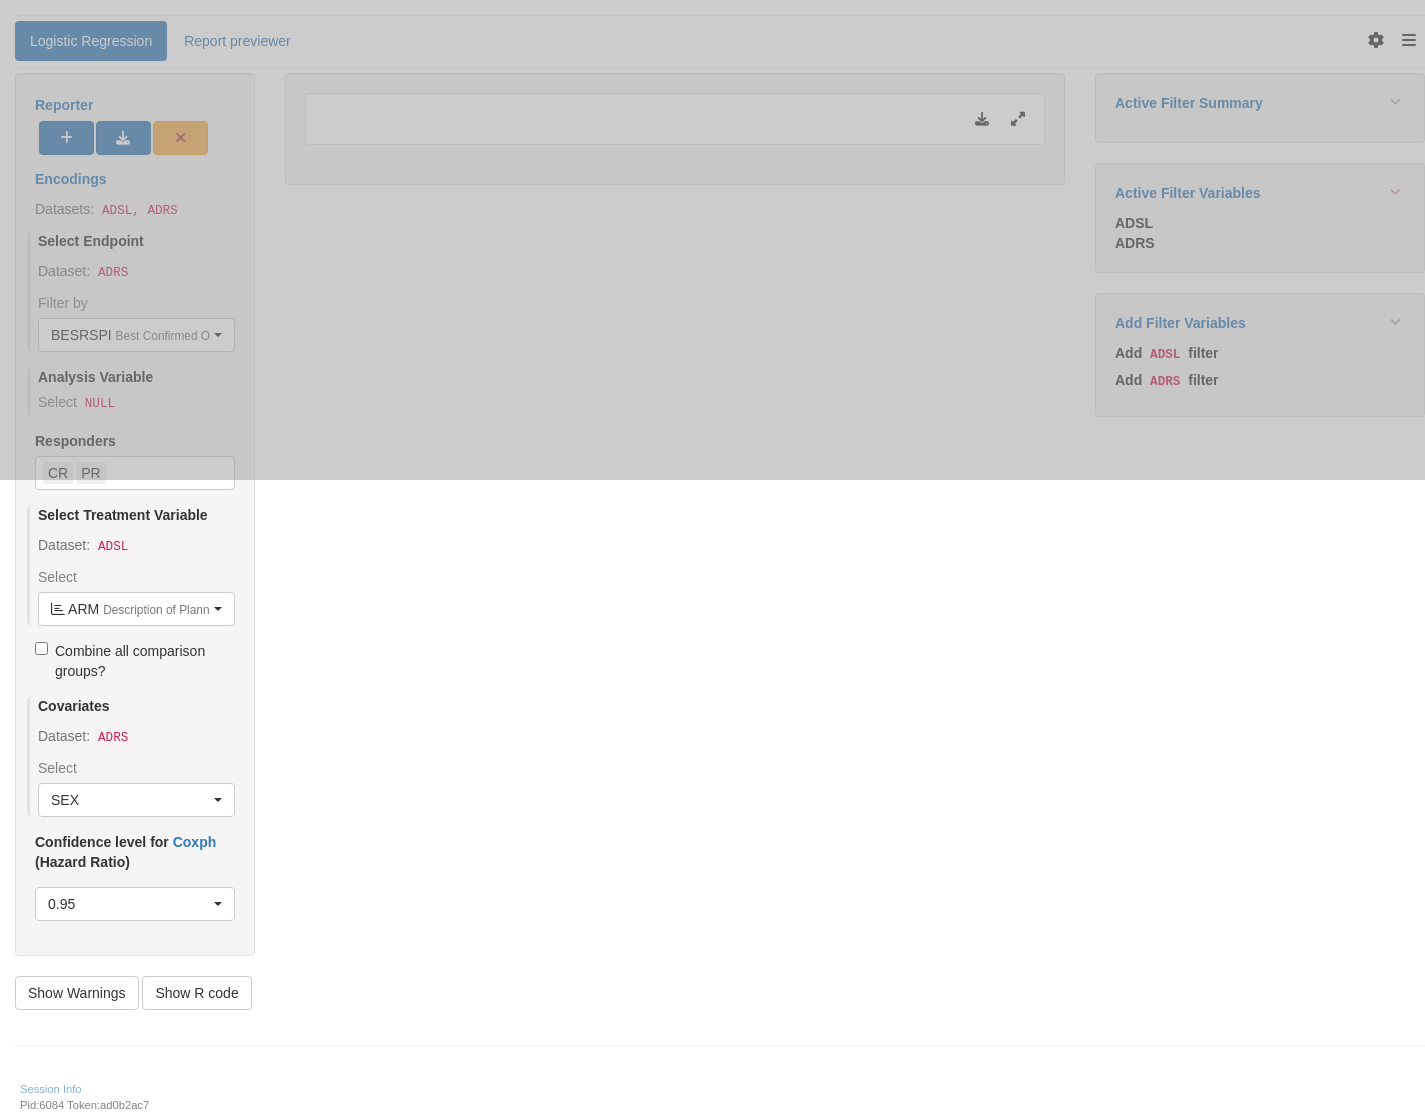 Logistic Regression Report previewer
Reporter
Encodings
Datasets: ADSL, ADRS
Select Endpoint
Dataset: ADRS
Filter by
BESRSPI Best Confirmed O
Analysis Variable
Select NULL
Responders
CR PR
Select Treatment Variable
Dataset: ADSL
Select
ARM Description of Plann
Combine all comparison
groups?
Covariates
Dataset: ADRS
Select
SEX
Confidence level for Coxph
(Hazard Ratio)
0.95
Show Warnings Show R code
Active Filter Summary
Active Filter Variables
ADSL
ADRS
Add Filter Variables
Add ADSL filter
Add ADRS filter
Session Info
Pid:6084 Token:ad0b2ac7